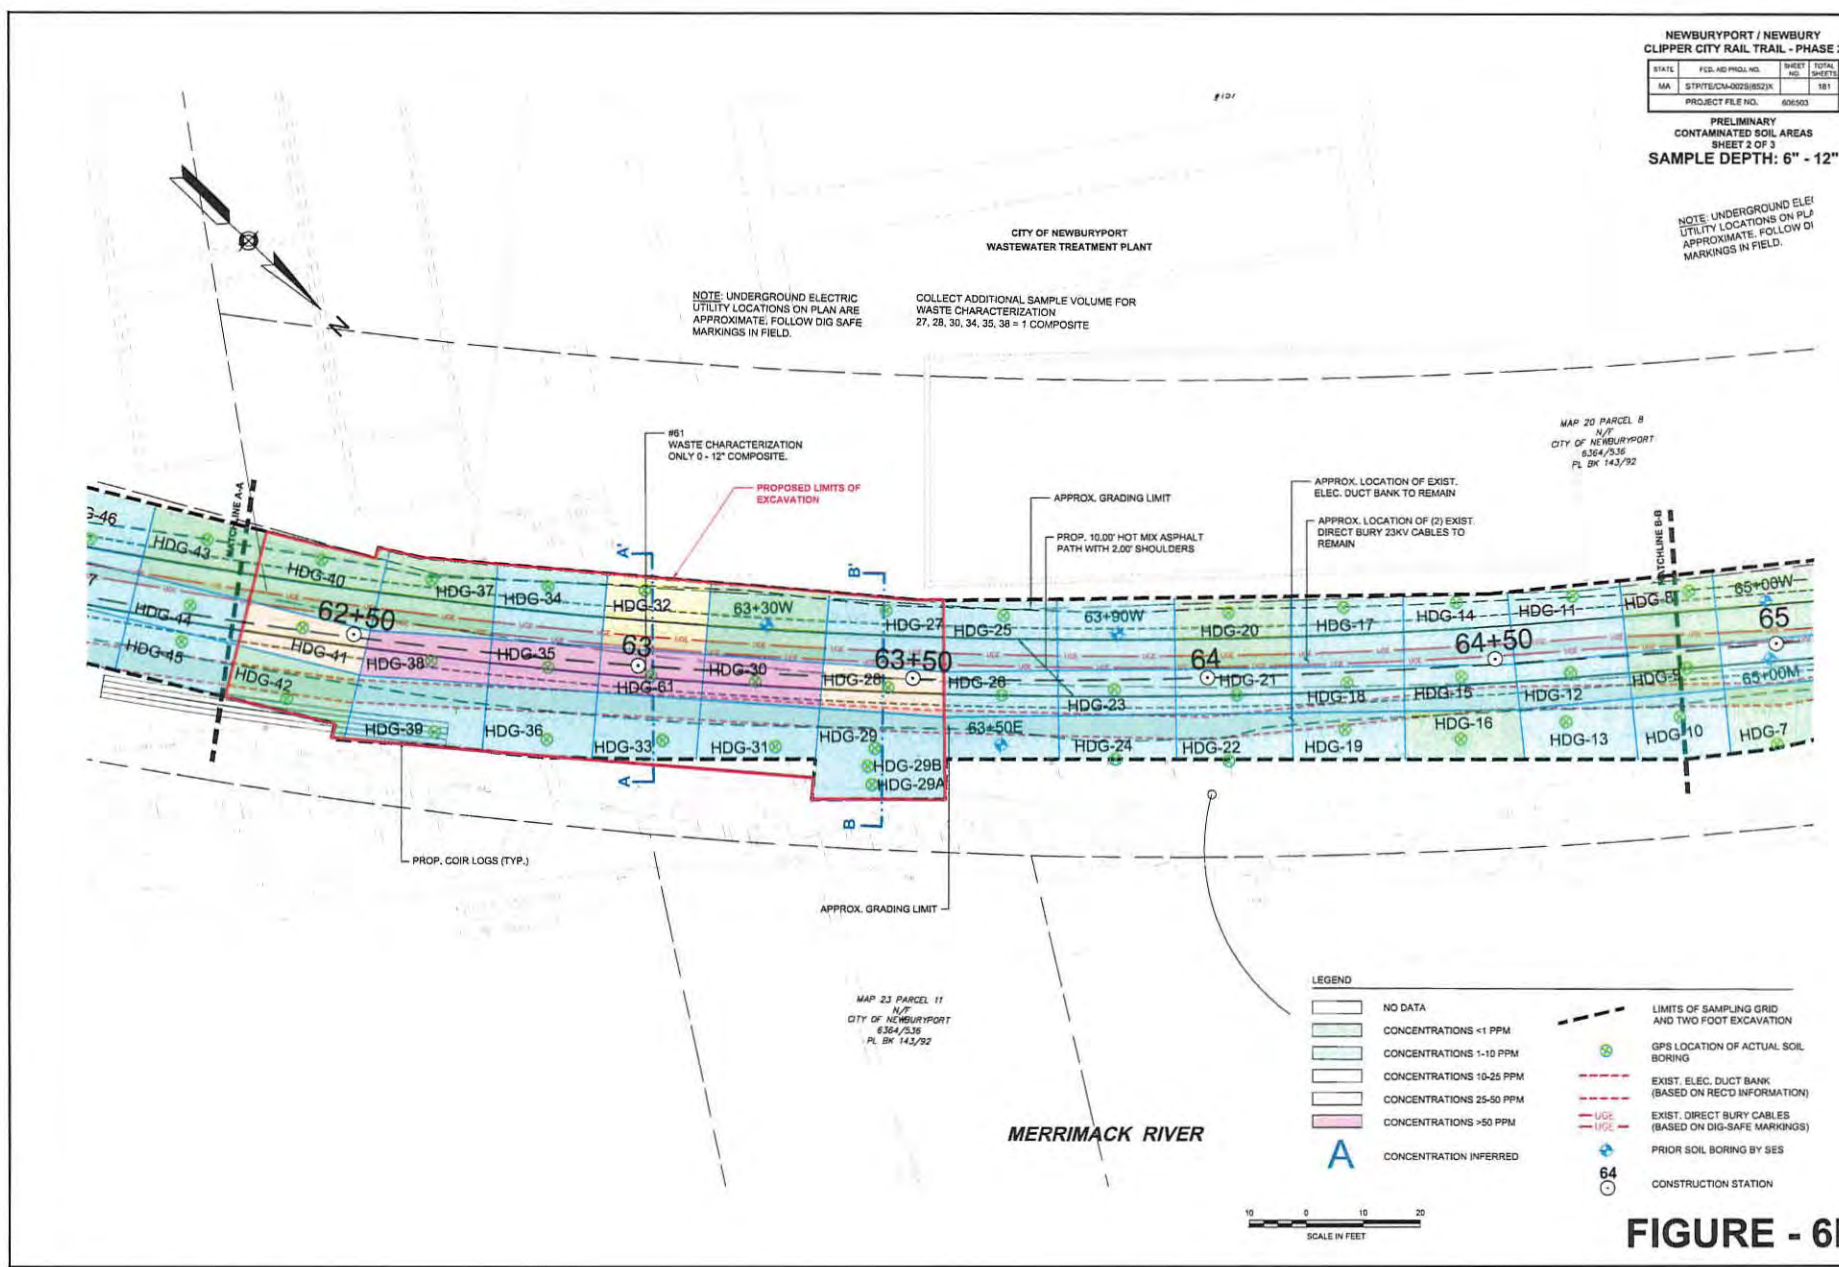 NEWBURYPORT / NEWBURY
CLIPPER CITY RAIL TRAIL - PHASE
STATE FED. AID PROJ. NO. SHEET NO. TOTAL SHEETS
MA STP/TE/CM-002S(852)X 181
PROJECT FILE NO. 606503
PRELIMINARY
CONTAMINATED SOIL AREAS
SHEET 2 OF 3
SAMPLE DEPTH: 6" - 12"
NOTE: UNDERGROUND ELE
UTILITY LOCATIONS ON
APPROXIMATE. FOLLOW
MARKINGS IN FIELD.
N
CITY OF NEWBURYPORT
WASTEWATER TREATMENT PLANT
NOTE: UNDERGROUND ELECTRIC
UTILITY LOCATIONS ON PLAN ARE
APPROXIMATE. FOLLOW DIG SAFE
MARKINGS IN FIELD.
COLLECT ADDITIONAL SAMPLE VOLUME FOR
WASTE CHARACTERIZATION
27, 28, 30, 34, 35, 38 = 1 COMPOSITE
MAP 20 PARCEL 8
N/F
CITY OF NEWBURYPORT
6364/536
PL BK 143/92
#61
WASTE CHARACTERIZATION
ONLY 0 - 12" COMPOSITE.
PROPOSED LIMITS OF
EXCAVATION
APPROX. GRADING LIMIT
PROP. 10.00' HOT MIX ASPHALT
PATH WITH 2.00' SHOULDERS
APPROX. LOCATION OF EXIST.
ELEC. DUCT BANK TO REMAIN
APPROX. LOCATION OF (2) EXIST.
DIRECT BURY 23KV CABLES TO
REMAIN
MATCHLINE A-A
MATCHLINE B-B
A'
B'
G-46
HDG-43
HDG-40
HDG-37
HDG-34
HDG-32
63+30W
HDG-27
HDG-25
63+90W
HDG-20
HDG-17
HDG-14
HDG-11
HDG-8
65+00W
7
HDG-44
62+50
63
63+50
64
64+50
65
HDG-45
HDG-41
HDG-38
HDG-35
HDG-61
HDG-30
HDG-28
HDG-26
HDG-23
HDG-21
HDG-18
HDG-15
HDG-12
HDG-9
65+00M
UGE
HDG-42
HDG-39
HDG-36
HDG-33
HDG-31
HDG-29
63+50E
HDG-24
HDG-22
HDG-19
HDG-16
HDG-13
HDG-10
HDG-7
HDG-29B
HDG-29A
A
B
PROP. COIR LOGS (TYP.)
APPROX. GRADING LIMIT
MAP 23 PARCEL 11
N/F
CITY OF NEWBURYPORT
6364/536
PL BK 143/92
MERRIMACK RIVER
LEGEND
NO DATA
CONCENTRATIONS <1 PPM
CONCENTRATIONS 1-10 PPM
CONCENTRATIONS 10-25 PPM
CONCENTRATIONS 25-50 PPM
CONCENTRATIONS >50 PPM
A CONCENTRATION INFERRED
LIMITS OF SAMPLING GRID
AND TWO FOOT EXCAVATION
GPS LOCATION OF ACTUAL SOIL
BORING
EXIST. ELEC. DUCT BANK
(BASED ON REC'D INFORMATION)
UGE EXIST. DIRECT BURY CABLES
UGE (BASED ON DIG-SAFE MARKINGS)
PRIOR SOIL BORING BY SES
64
CONSTRUCTION STATION
10 0 10 20
SCALE IN FEET
FIGURE - 6